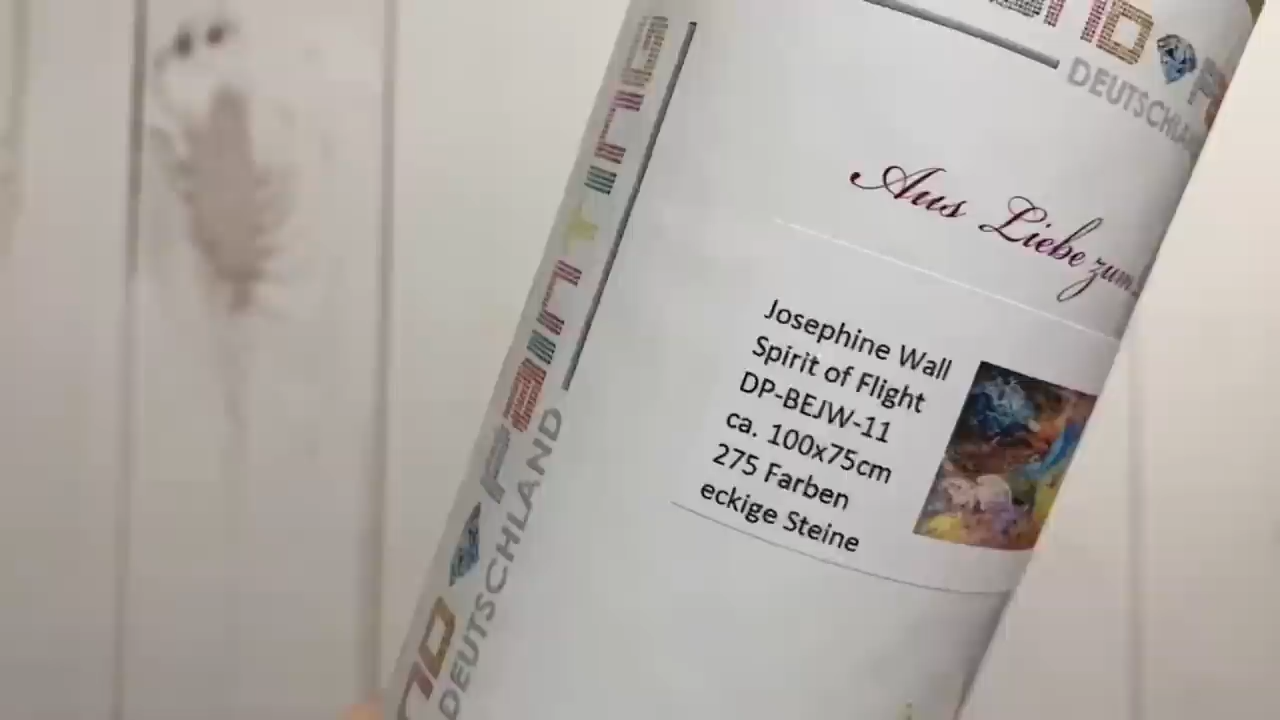 DEUTSCHLAND
Aus Liebe zum
Josephine Wall
Spirit of Flight
DP-BEJW-11
ca. 100x75cm
275 Farben
eckige Steine
DEUTSCHLAND